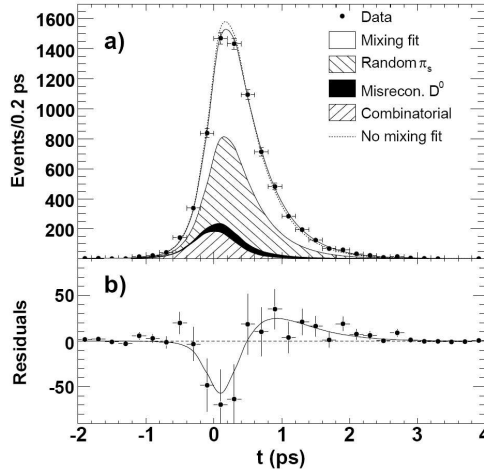 1600
1400
1200
1000
800
600
400
200
Events/0.2 ps
a)
Data
Mixing fit
Random πs
Misrecon. D⁰
Combinatorial
No mixing fit
50
0
-50
Residuals
b)
-2 -1 0 1 2 3 4
t (ps)